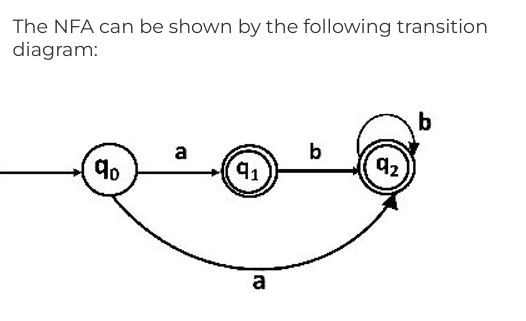 The NFA can be shown by the following transition
diagram:
b
a
b
q0
q1
q2
a